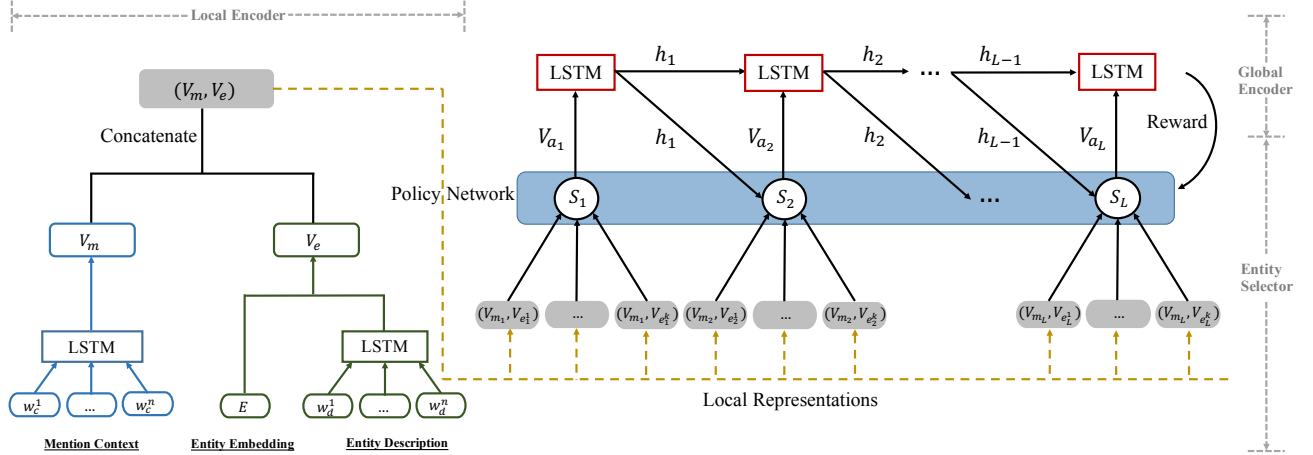 Local Encoder
(V_m, V_e)
Concatenate
V_m
V_e
LSTM
LSTM
w_c^1
...
w_c^n
E
w_d^1
...
w_d^n
Mention Context
Entity Embedding
Entity Description
LSTM
h_1
LSTM
h_2
...
h_{L-1}
LSTM
V_{a_1}
h_1
V_{a_2}
h_2
h_{L-1}
V_{a_L}
Reward
Policy Network
S_1
S_2
...
S_L
(V_{m_1}, V_{e_1^1})
...
(V_{m_1}, V_{e_1^k})
(V_{m_2}, V_{e_2^1})
...
(V_{m_2}, V_{e_2^k})
(V_{m_L}, V_{e_L^1})
...
(V_{m_L}, V_{e_L^k})
Local Representations
Global
Encoder
Entity
Selector